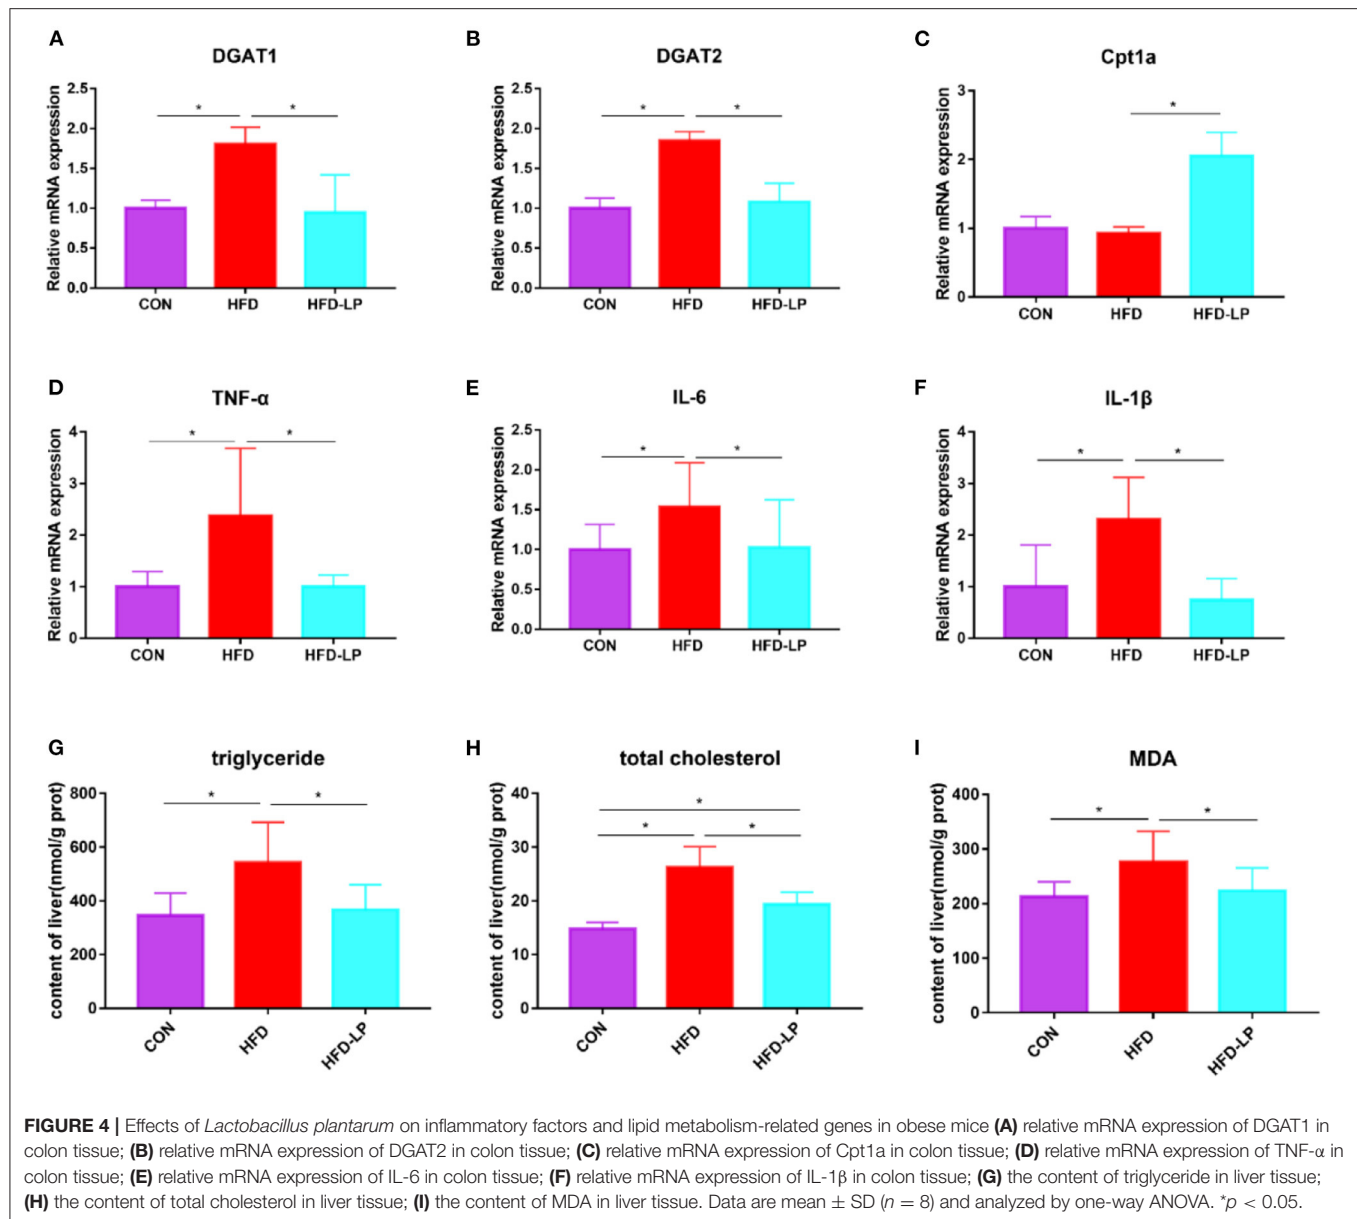 A
DGAT1
Relative mRNA expression
2.5
2.0
1.5
1.0
0.5
0.0
* *
CON HFD HFD-LP
B
DGAT2
Relative mRNA expression
2.5
2.0
1.5
1.0
0.5
0.0
* *
CON HFD HFD-LP
C
Cpt1a
Relative mRNA expression
3
2
1
0
*
CON HFD HFD-LP
D
TNF-α
Relative mRNA expression
4
3
2
1
0
* *
CON HFD HFD-LP
E
IL-6
Relative mRNA expression
2.5
2.0
1.5
1.0
0.5
0.0
* *
CON HFD HFD-LP
F
IL-1β
Relative mRNA expression
4
3
2
1
0
* *
CON HFD HFD-LP
G
triglyceride
content of liver(nmol/g prot)
800
600
400
200
0
* *
CON HFD HFD-LP
H
total cholesterol
content of liver(nmol/g prot)
40
30
20
10
0
*
* *
CON HFD HFD-LP
I
MDA
content of liver(nmol/g prot)
400
300
200
100
0
* *
CON HFD HFD-LP
FIGURE 4 | Effects of Lactobacillus plantarum on inflammatory factors and lipid metabolism-related genes in obese mice (A) relative mRNA expression of DGAT1 in
colon tissue; (B) relative mRNA expression of DGAT2 in colon tissue; (C) relative mRNA expression of Cpt1a in colon tissue; (D) relative mRNA expression of TNF-α in
colon tissue; (E) relative mRNA expression of IL-6 in colon tissue; (F) relative mRNA expression of IL-1β in colon tissue; (G) the content of triglyceride in liver tissue;
(H) the content of total cholesterol in liver tissue; (I) the content of MDA in liver tissue. Data are mean ± SD (n = 8) and analyzed by one-way ANOVA. *p < 0.05.